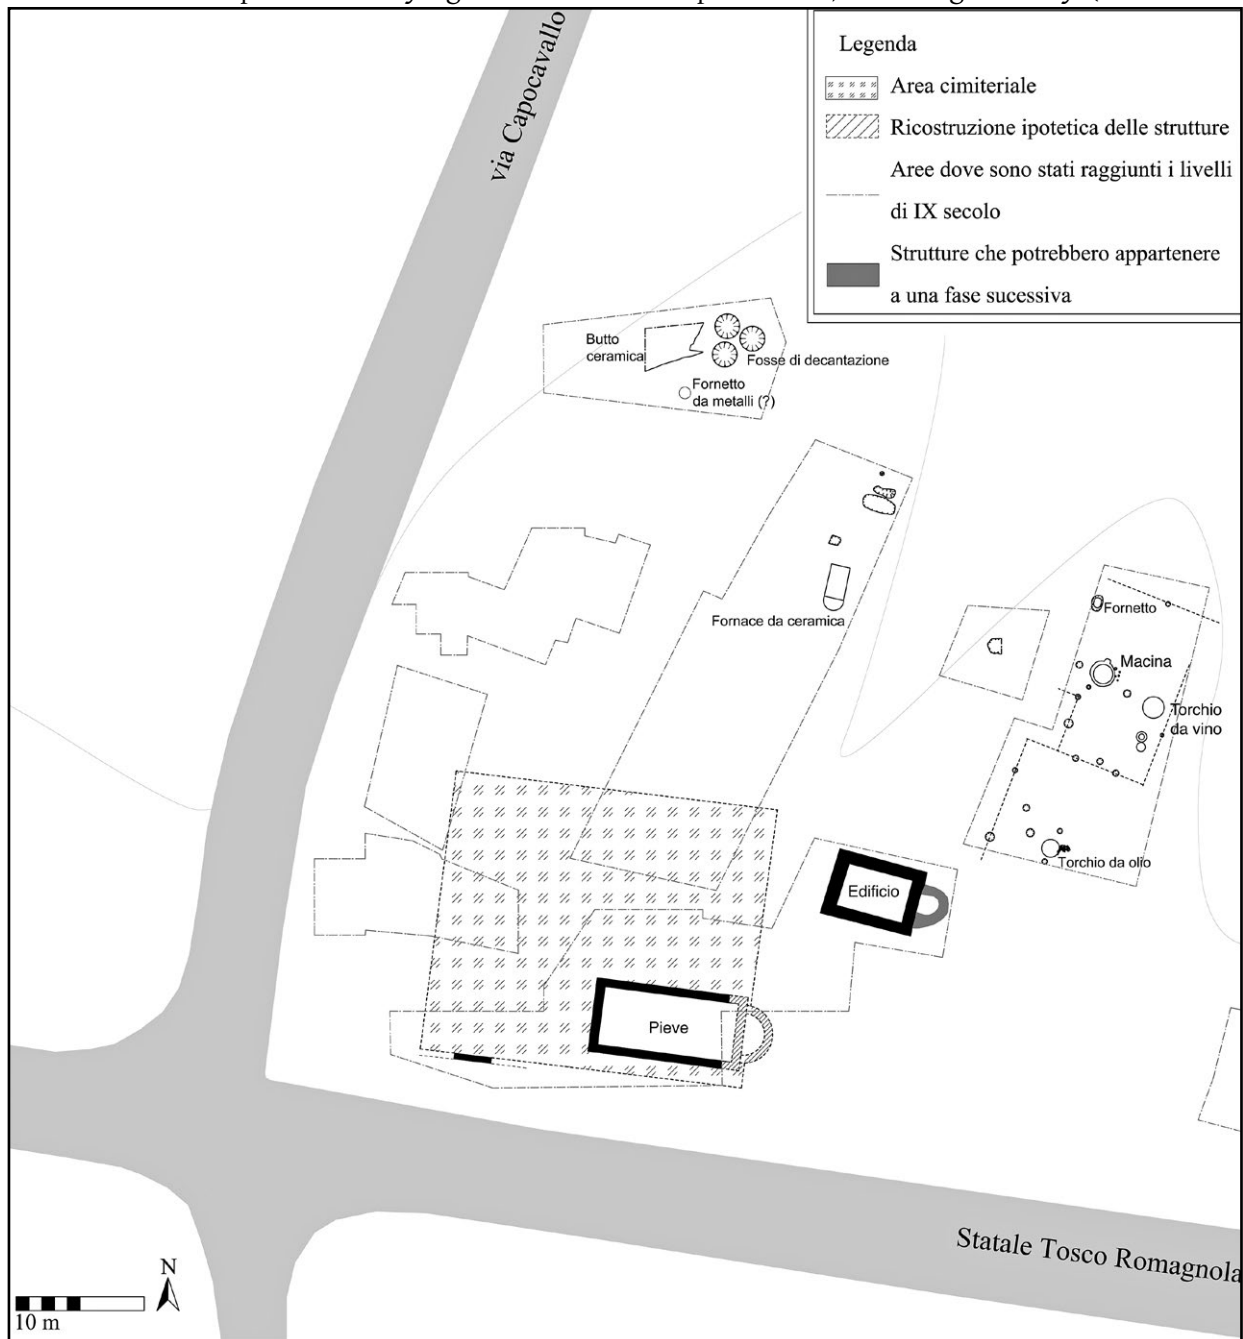 Legenda
Area cimiteriale
Ricostruzione ipotetica delle strutture
Aree dove sono stati raggiunti i livelli
di IX secolo
Strutture che potrebbero appartenere
a una fase sucessiva
via Capocavallo
Butto
ceramica
Fosse di decantazione
Fornetto
da metalli (?)
Fornace da ceramica
Fornetto
Macina
Torchio
da vino
Torchio da olio
Edificio
Pieve
Statale Tosco Romagnola
N
10 m